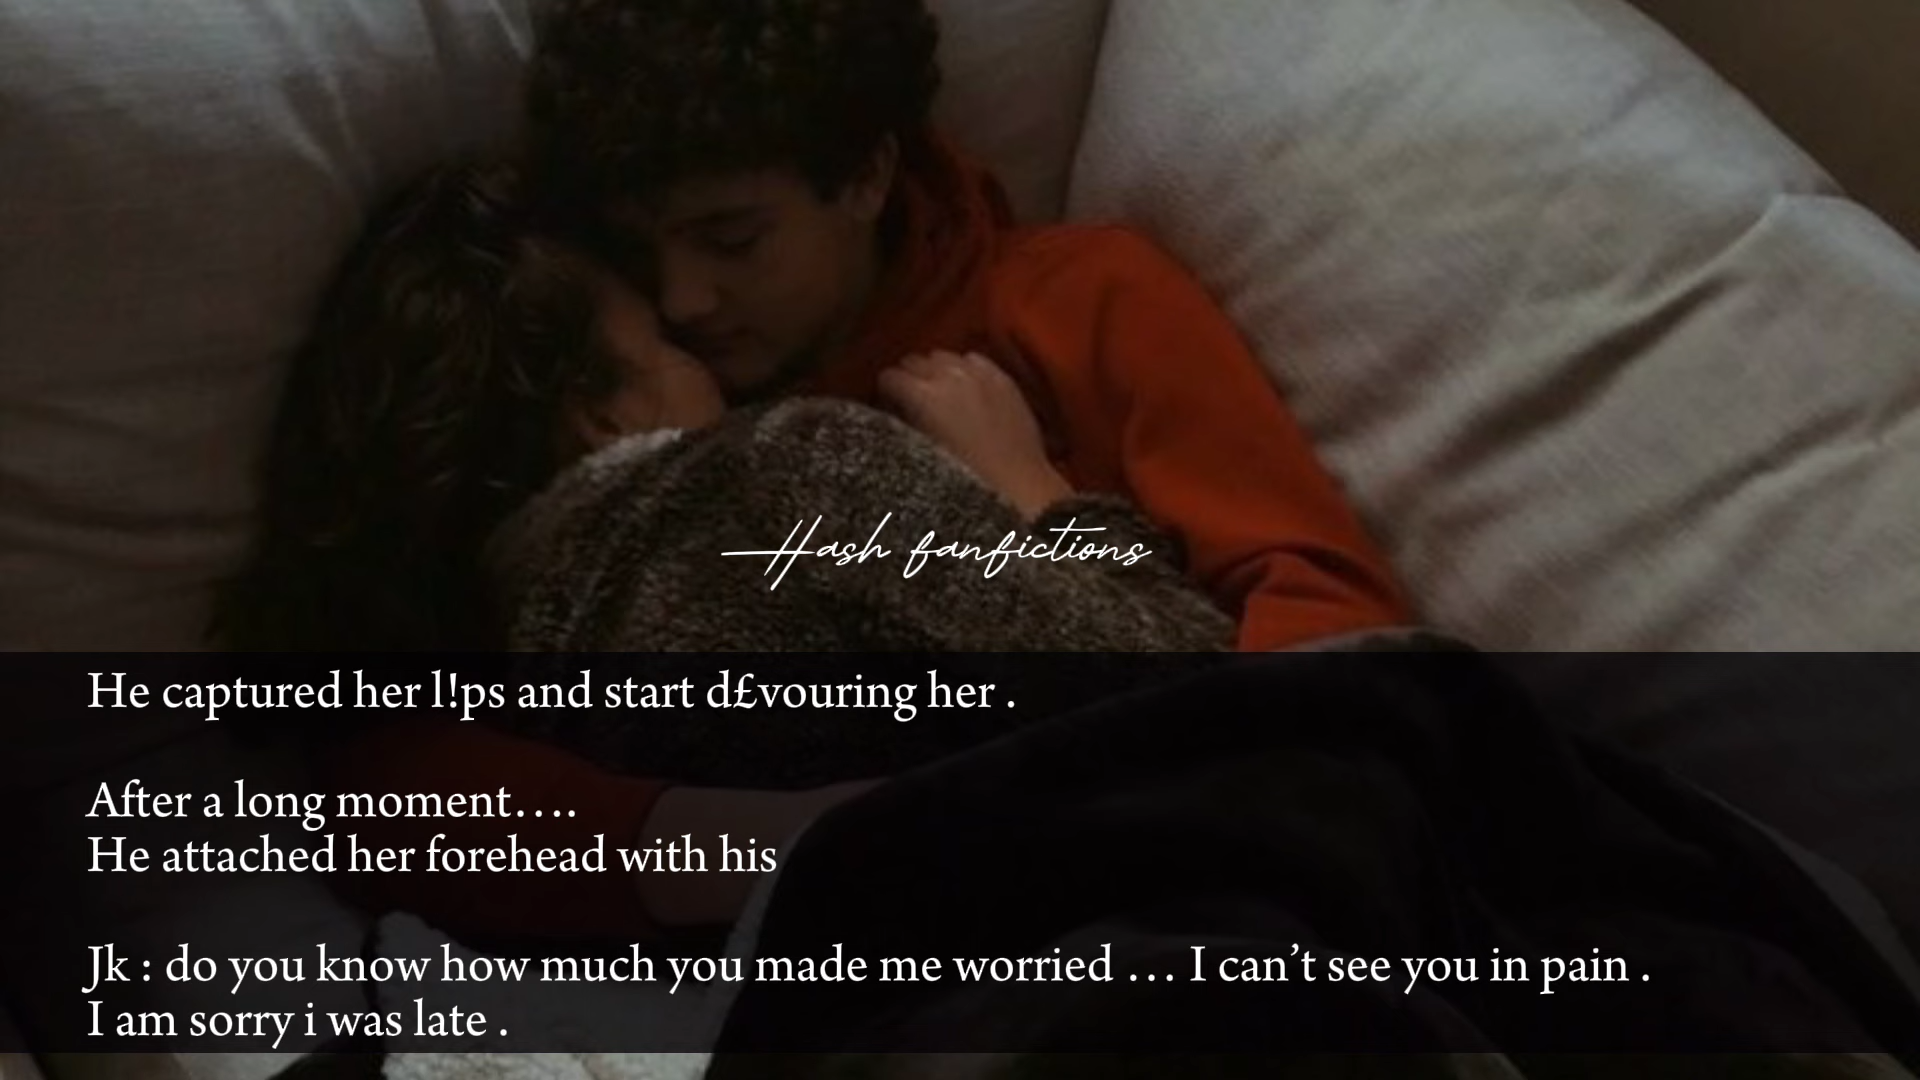 Hash fanfictions
He captured her l!ps and start d£vouring her .
After a long moment….
He attached her forehead with his
Jk : do you know how much you made me worried … I can’t see you in pain .
I am sorry i was late .